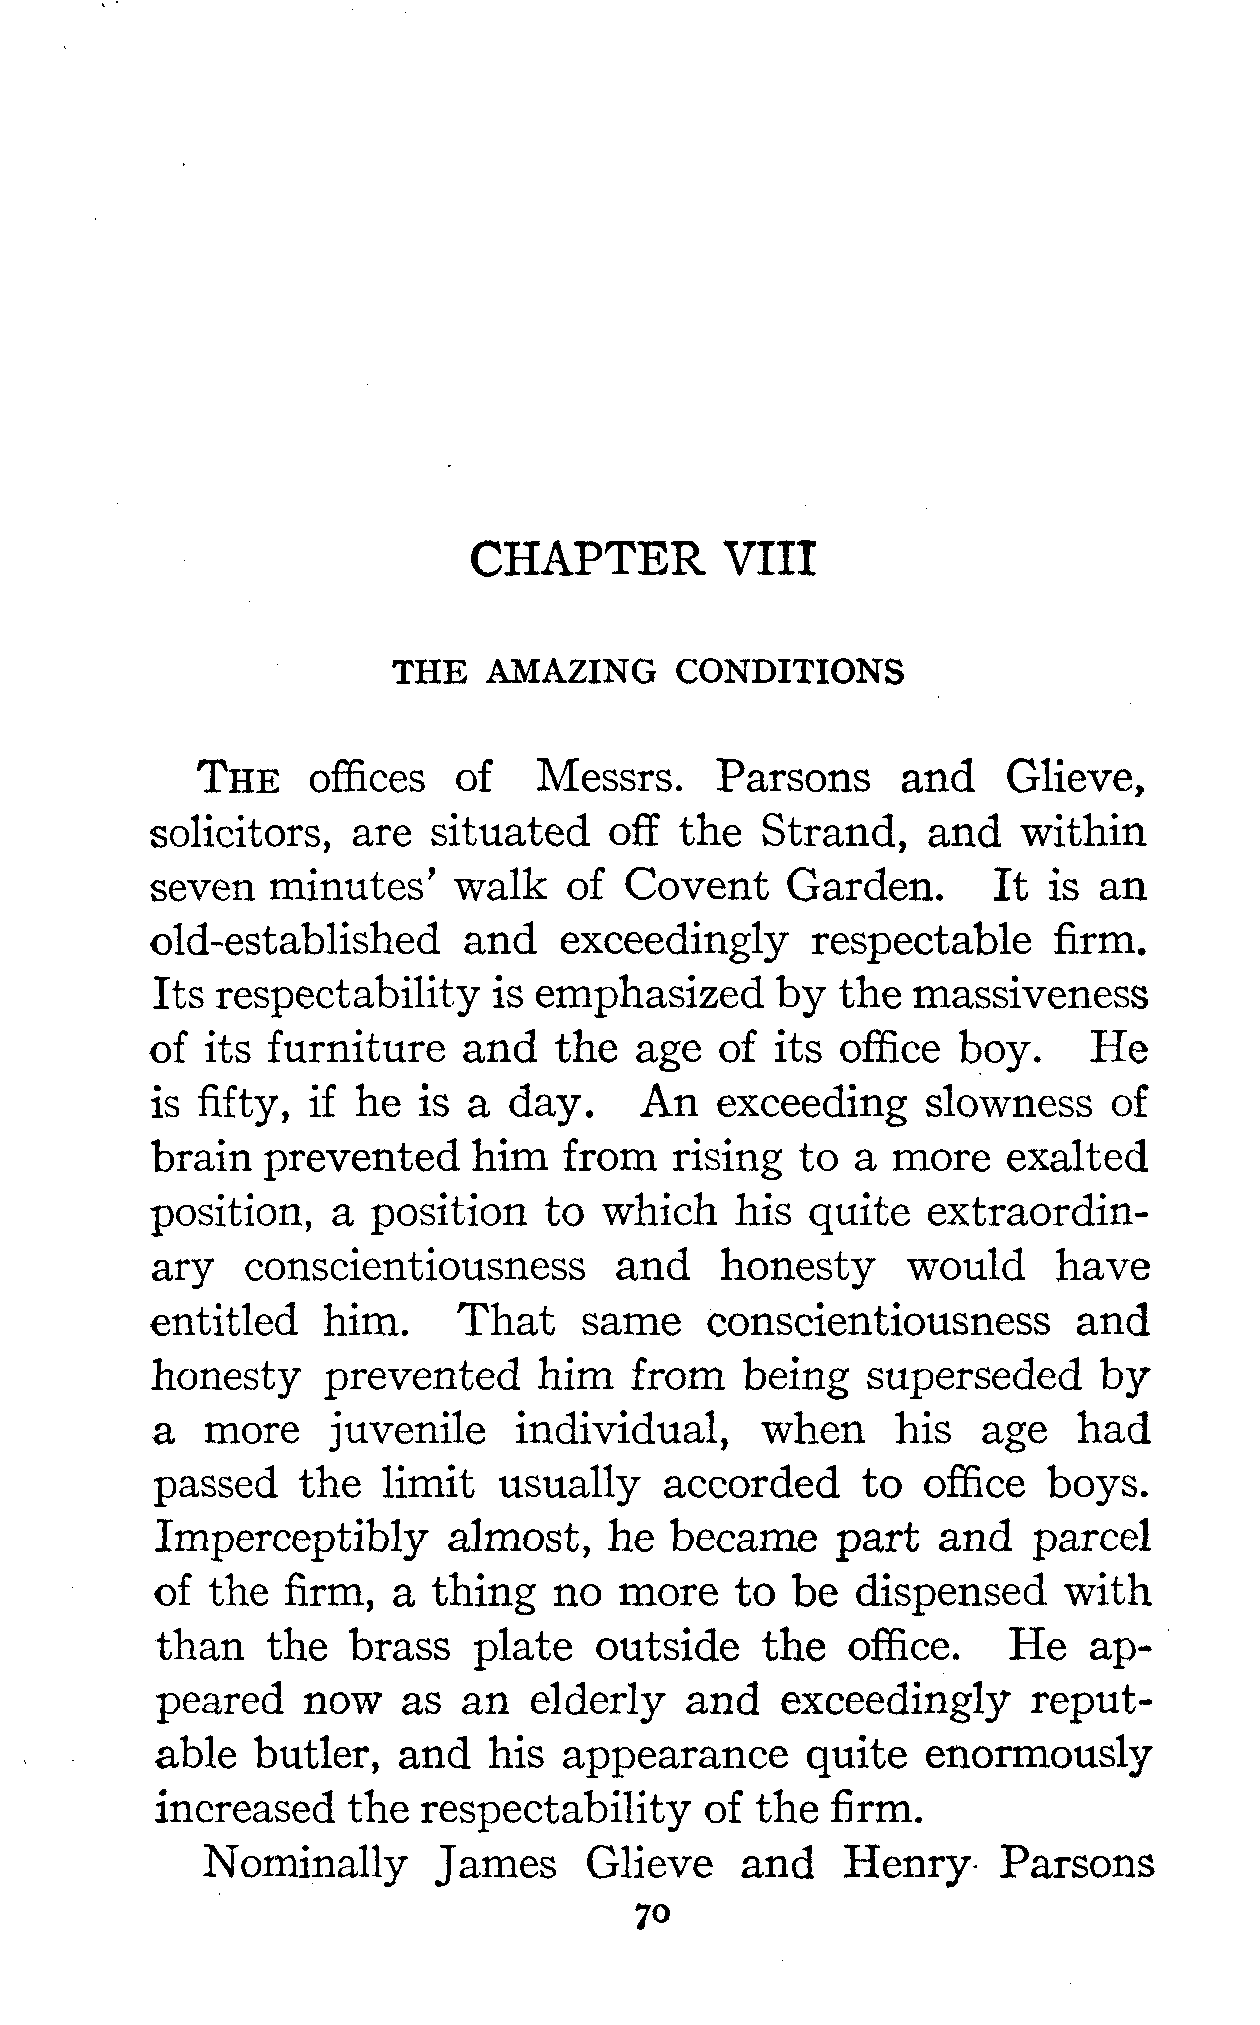 CHAPTER VIII
THE AMAZING CONDITIONS
THE offices of Messrs. Parsons and Glieve,
solicitors, are situated off the Strand, and within
seven minutes' walk of Covent Garden. It is an
old-established and exceedingly respectable firm.
Its respectability is emphasized by the massiveness
of its furniture and the age of its office boy. He
is fifty, if he is a day. An exceeding slowness of
brain prevented him from rising to a more exalted
position, a position to which his quite extraordin-
ary conscientiousness and honesty would have
entitled him. That same conscientiousness and
honesty prevented him from being superseded by
a more juvenile individual, when his age had
passed the limit usually accorded to office boys.
Imperceptibly almost, he became part and parcel
of the firm, a thing no more to be dispensed with
than the brass plate outside the office. He ap-
peared now as an elderly and exceedingly reput-
able butler, and his appearance quite enormously
increased the respectability of the firm.
Nominally James Glieve and Henry Parsons
70